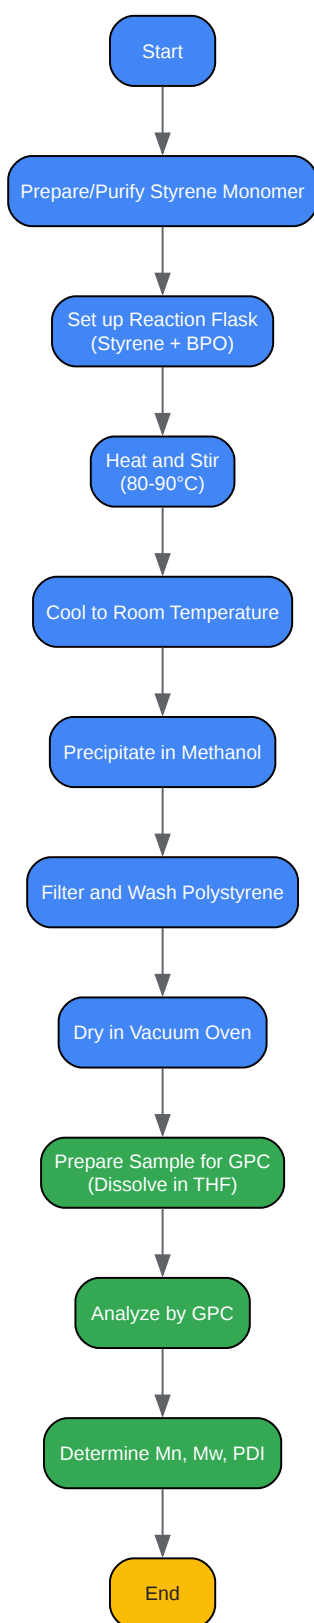 Start
Prepare/Purify Styrene Monomer
Set up Reaction Flask
(Styrene + BPO)
Heat and Stir
(80-90°C)
Cool to Room Temperature
Precipitate in Methanol
Filter and Wash Polystyrene
Dry in Vacuum Oven
Prepare Sample for GPC
(Dissolve in THF)
Analyze by GPC
Determine Mn, Mw, PDI
End